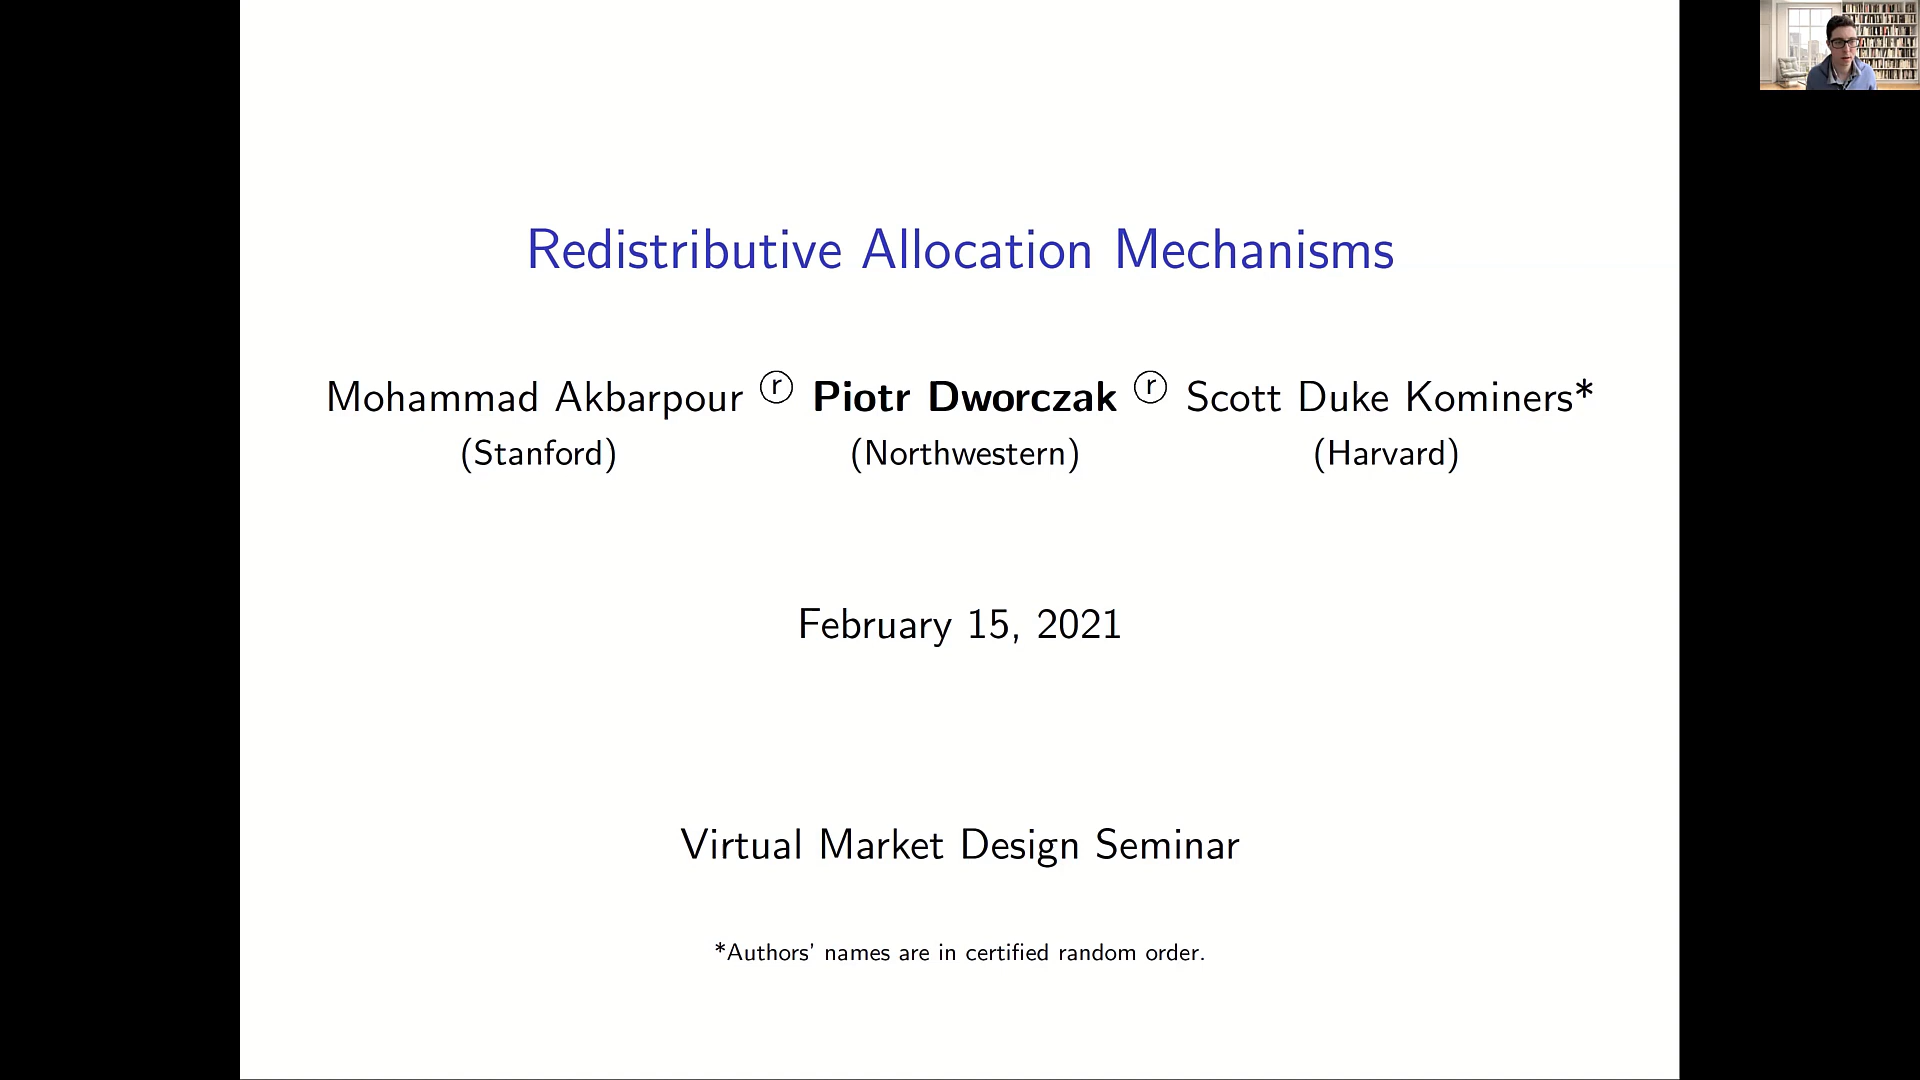 Redistributive Allocation Mechanisms
Mohammad Akbarpour ⓡ Piotr Dworczak ⓡ Scott Duke Kominers*
(Stanford) (Northwestern) (Harvard)
February 15, 2021
Virtual Market Design Seminar
*Authors' names are in certified random order.